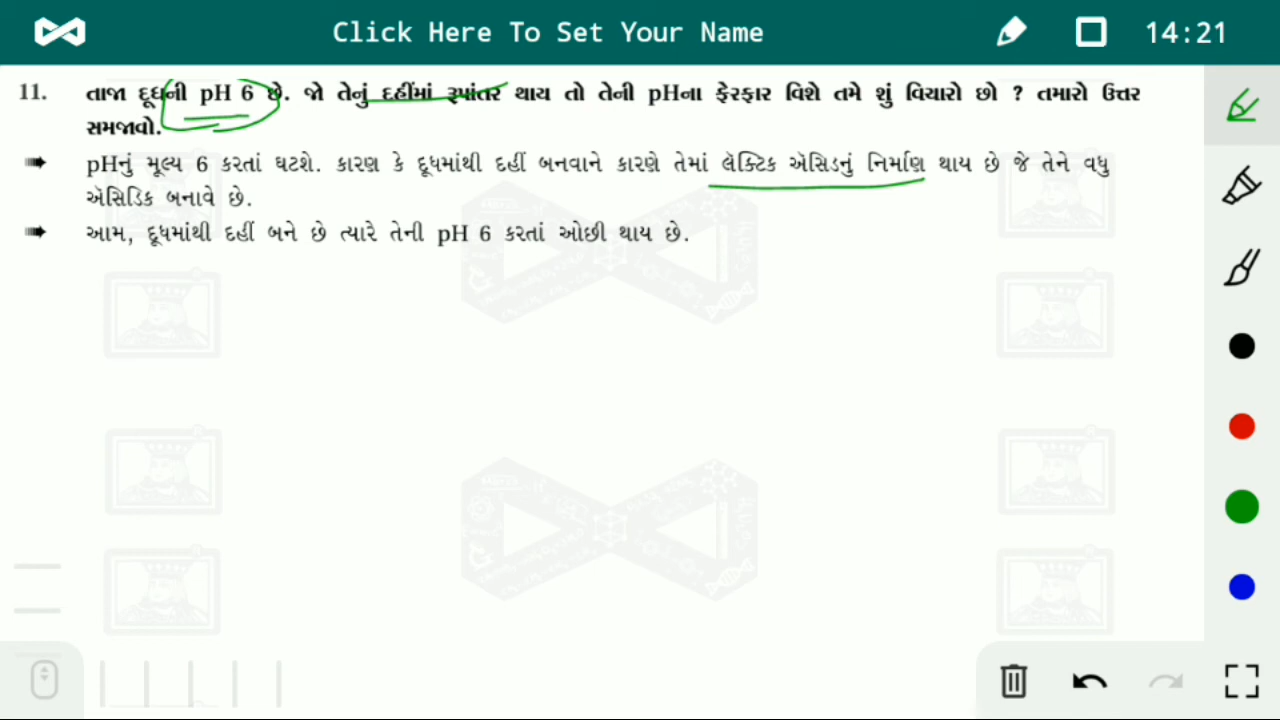 Click Here To Set Your Name
14:21
11. તાજા દૂધની pH 6 છે. જો તેનું દહીંમાં રૂપાંતર થાય તો તેની pHના ફેરફાર વિશે તમે શું વિચારો છો ? તમારો ઉત્તર
સમજાવો.
➠ pHનું મૂલ્ય 6 કરતાં ઘટશે. કારણ કે દૂધમાંથી દહીં બનવાને કારણે તેમાં લૅક્ટિક ઍસિડનું નિર્માણ થાય છે જે તેને વધુ
ઍસિડિક બનાવે છે.
➠ આમ, દૂધમાંથી દહીં બને છે ત્યારે તેની pH 6 કરતાં ઓછી થાય છે.